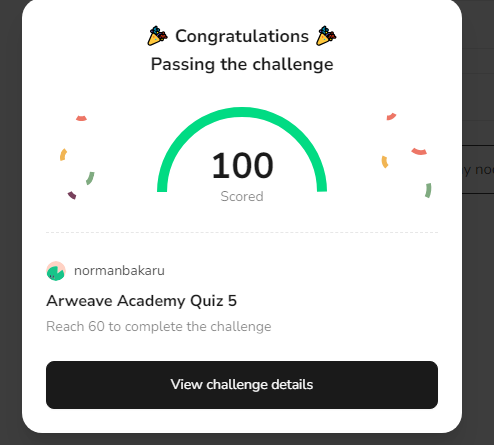 Congratulations
Passing the challenge
100
Scored
normanbakaru
Arweave Academy Quiz 5
Reach 60 to complete the challenge
View challenge details